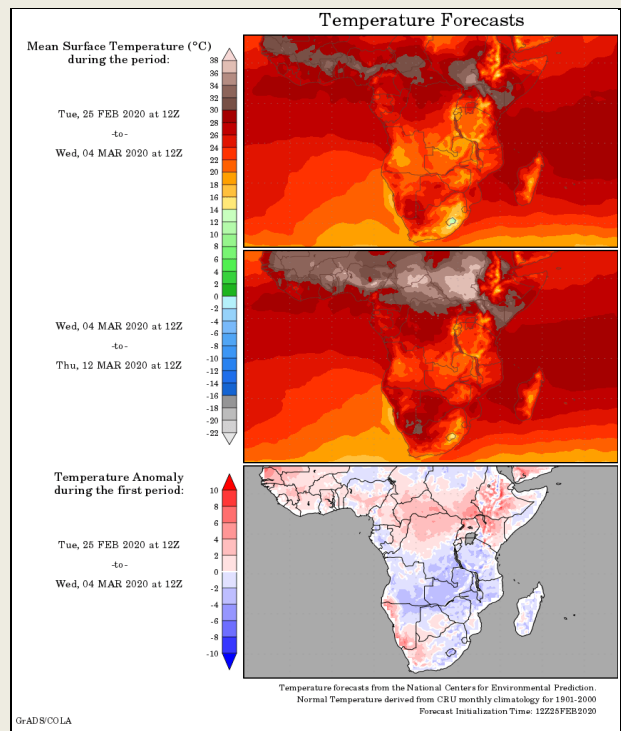 Temperature Forecasts
Mean Surface Temperature (°C)
during the period:
Tue, 25 FEB 2020 at 12Z
-to-
Wed, 04 MAR 2020 at 12Z
38
36
34
32
30
28
26
24
22
20
18
16
14
12
10
8
6
4
2
0
-2
-4
-6
-8
-10
-12
-14
-16
-18
-20
-22
Wed, 04 MAR 2020 at 12Z
-to-
Thu, 12 MAR 2020 at 12Z
Temperature Anomaly
during the first period:
Tue, 25 FEB 2020 at 12Z
-to-
Wed, 04 MAR 2020 at 12Z
10
8
6
4
2
0
-2
-4
-6
-8
-10
Temperature forecasts from the National Centers for Environmental Prediction.
Normal Temperature derived from CRU monthly climatology for 1901-2000
Forecast Initialization Time: 12Z25FEB2020
GrADS/COLA